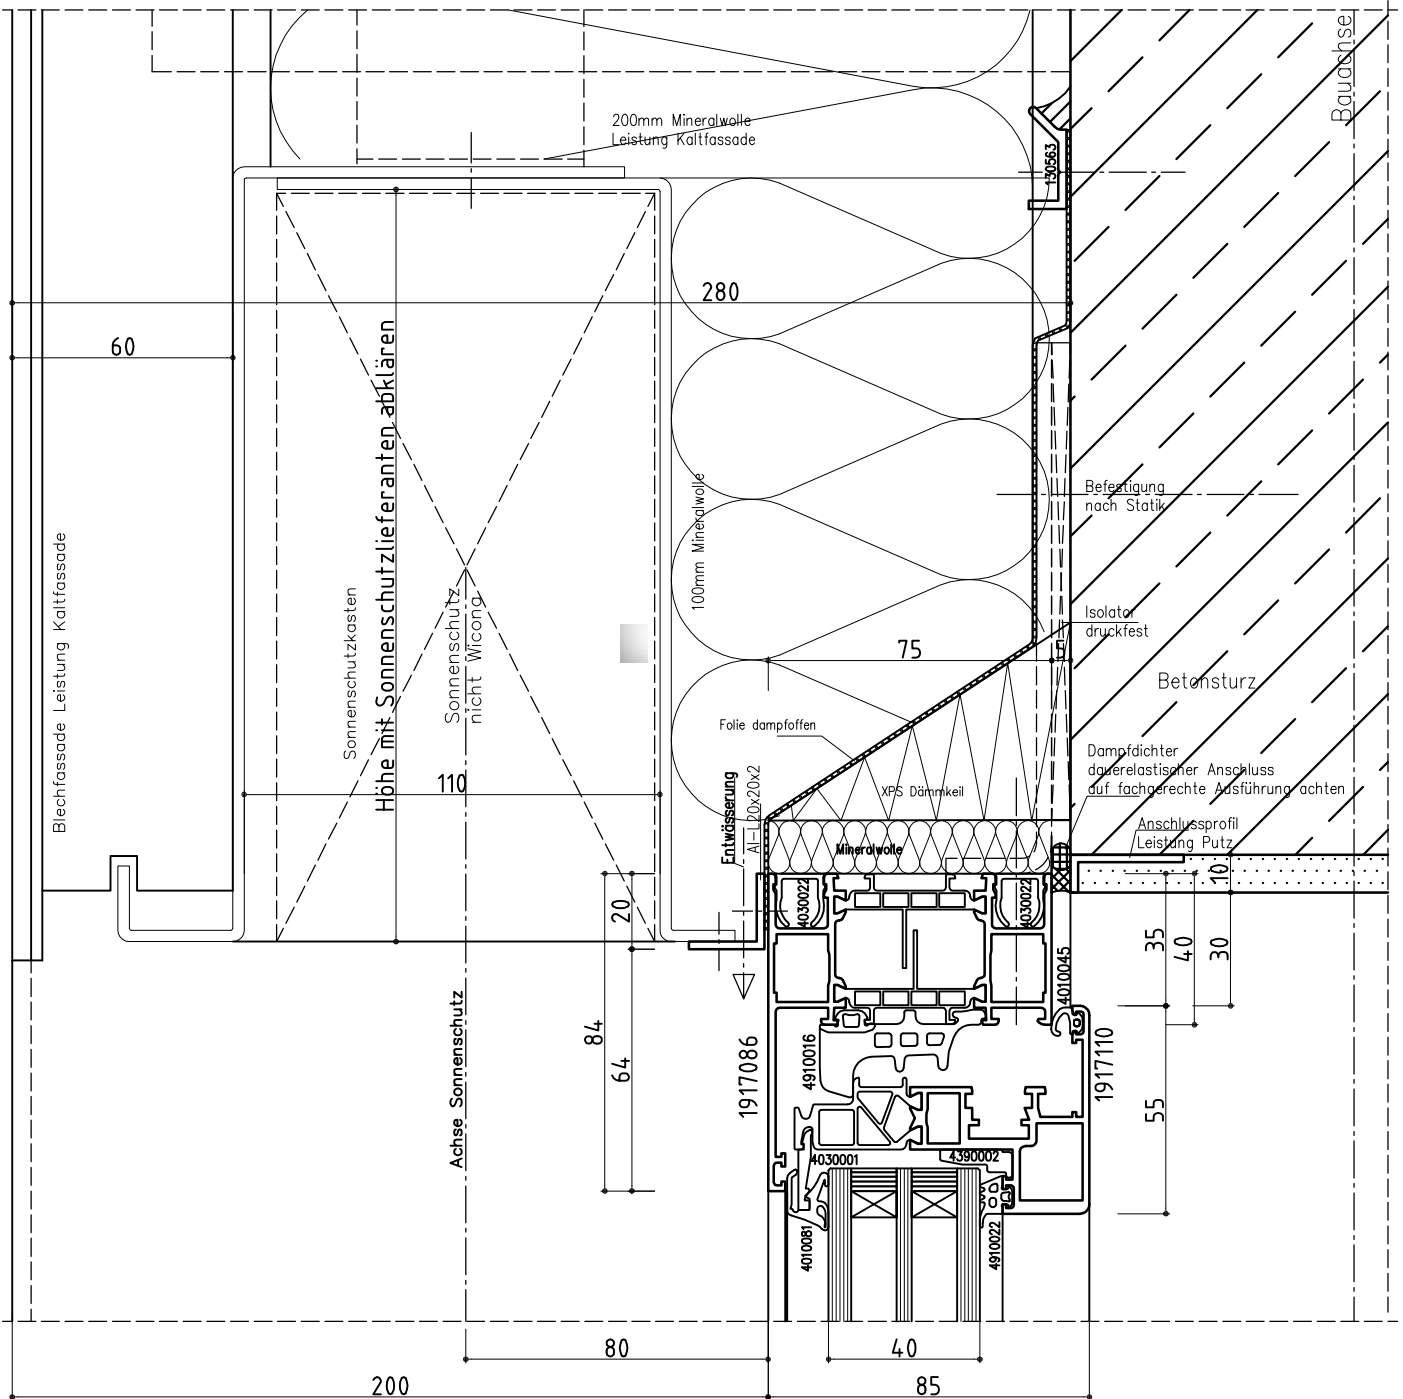 Bauachse
200mm Mineralwolle
Leistung Kaltfassade
130563
280
60
Höhe mit Sonnenschutzlieferanten abklären
100mm Mineralwolle
Befestigung
nach Statik
Blechfassade Leistung Kaltfassade
Sonnenschutzkasten
Sonnenschutz
nicht Wicona
Isolator
druckfest
75
5
Betonsturz
Folie dampfoffen
110
Entwässerung
Al-L20x20x2
XPS Dämmkeil
Dampfdichter
dauerelastischer Anschluss
auf fachgerechte Ausführung achten
Anschlussprofil
Leistung Putz
Mineralwolle
10
20
4030022
4030022
35
40
30
4010045
84
64
Achse Sonnenschutz
1917086
4910016
1917110
55
4030001
4390002
4010081
4910022
80
40
200
85